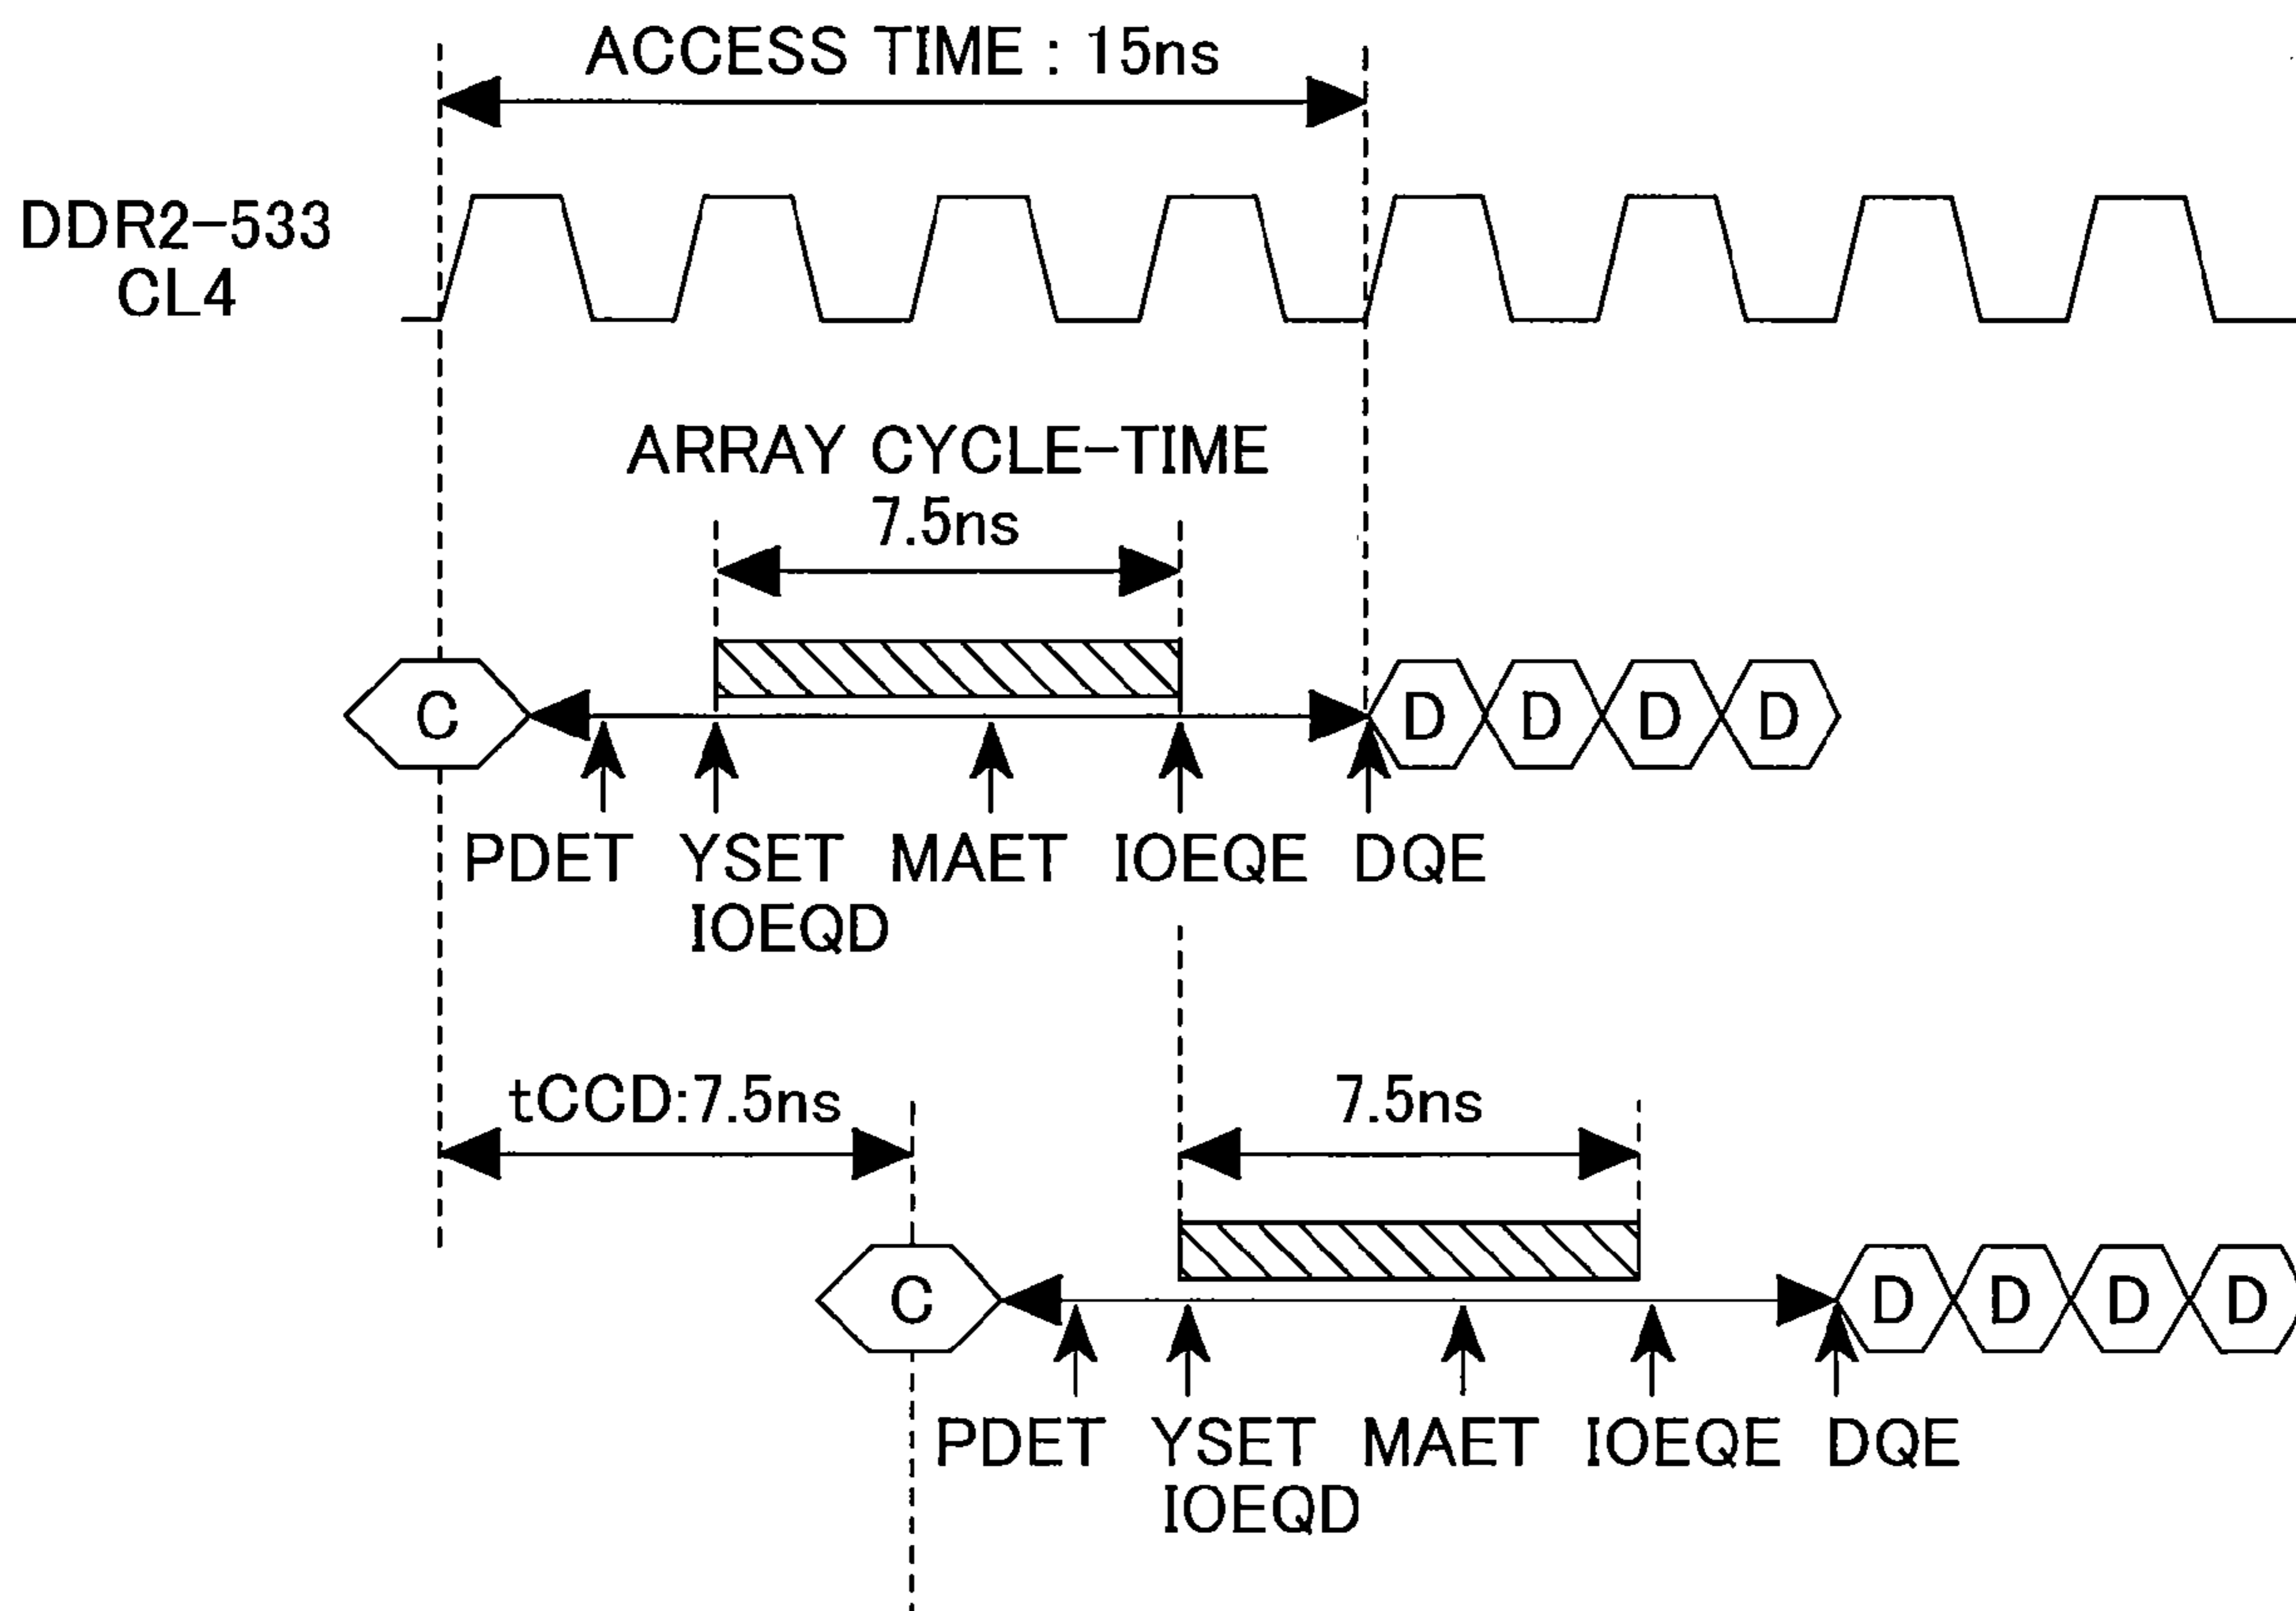 ACCESS TIME : 15ns
DDR2-533
CL4
ARRAY CYCLE-TIME
7.5ns
C D D D D
PDET YSET MAET IOEQE DQE
IOEQD
tCCD:7.5ns 7.5ns
C D D D D
PDET YSET MAET IOEQE DQE
IOEQD